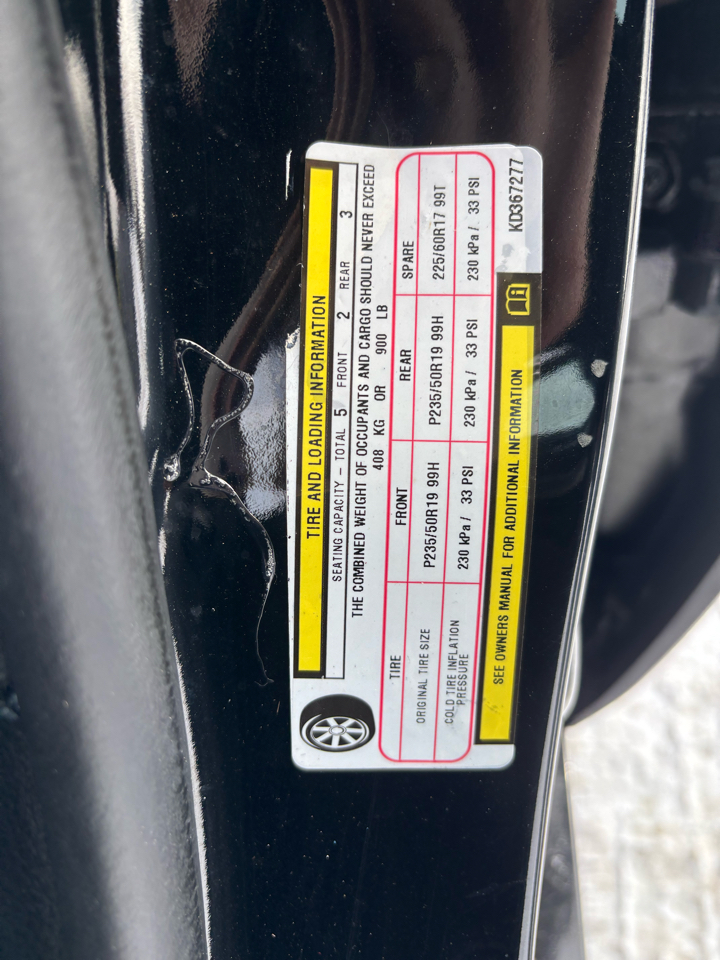 TIRE AND LOADING INFORMATION
SEATING CAPACITY – TOTAL 5 FRONT 2 REAR 3
THE COMBINED WEIGHT OF OCCUPANTS AND CARGO SHOULD NEVER EXCEED
408 KG OR 900 LB
TIRE FRONT REAR SPARE
ORIGINAL TIRE SIZE P235/50R19 99H P235/50R19 99H 225/60R17 99T
COLD TIRE INFLATION PRESSURE 230 kPa / 33 PSI 230 kPa / 33 PSI 230 kPa / 33 PSI
SEE OWNERS MANUAL FOR ADDITIONAL INFORMATION
KD367277